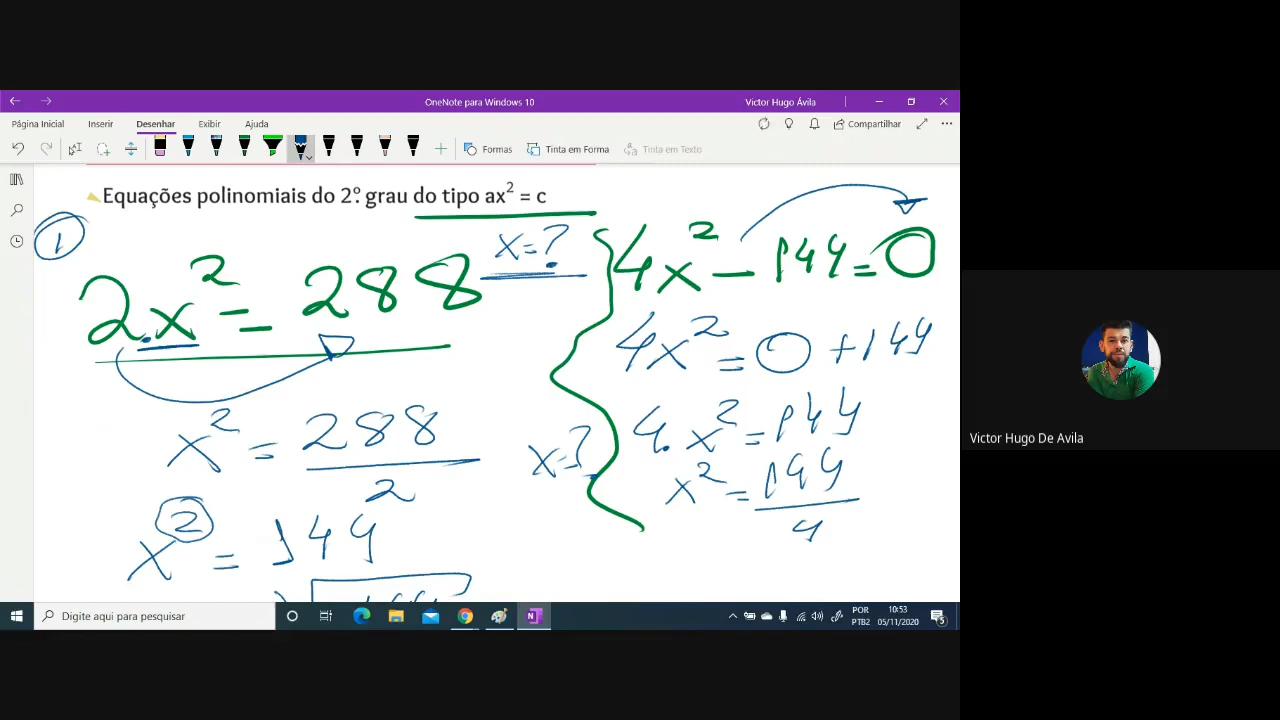 OneNote para Windows 10
Victor Hugo Ávila
Página Inicial Inserir Desenhar Exibir Ajuda
Compartilhar
Formas Tinta em Forma Tinta em Texto
Equações polinomiais do 2º. grau do tipo ax² = c
1
x=?
2.x² = 288
x² = 288/2
x=?
x² = 144
4x² - 144 = 0
4x² = 0 + 144
4.x² = 144
x² = 144/4
Victor Hugo De Avila
Digite aqui para pesquisar
POR
PTB2
10:53
05/11/2020
5